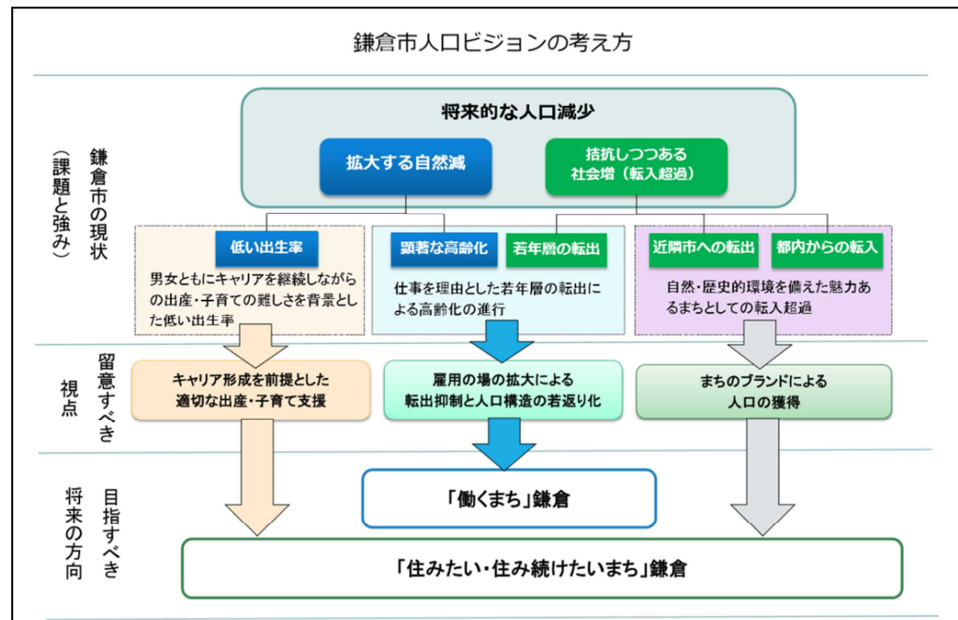 鎌倉市人口ビジョンの考え方
鎌倉市の現状
(課題と強み)
将来的な人口減少
拡大する自然減
拮抗しつつある
社会増（転入超過）
低い出生率
男女ともにキャリアを継続しながら
の出産・子育ての難しさを背景とし
た低い出生率
顕著な高齢化
若年層の転出
仕事を理由とした若年層の転出に
よる高齢化の進行
近隣市への転出
都内からの転入
自然・歴史的環境を備えた魅力あ
るまちとしての転入超過
留意すべき
視点
キャリア形成を前提とした
適切な出産・子育て支援
雇用の場の拡大による
転出抑制と人口構造の若返り化
まちのブランドによる
人口の獲得
目指すべき
将来の方向
「働くまち」鎌倉
「住みたい・住み続けたいまち」鎌倉